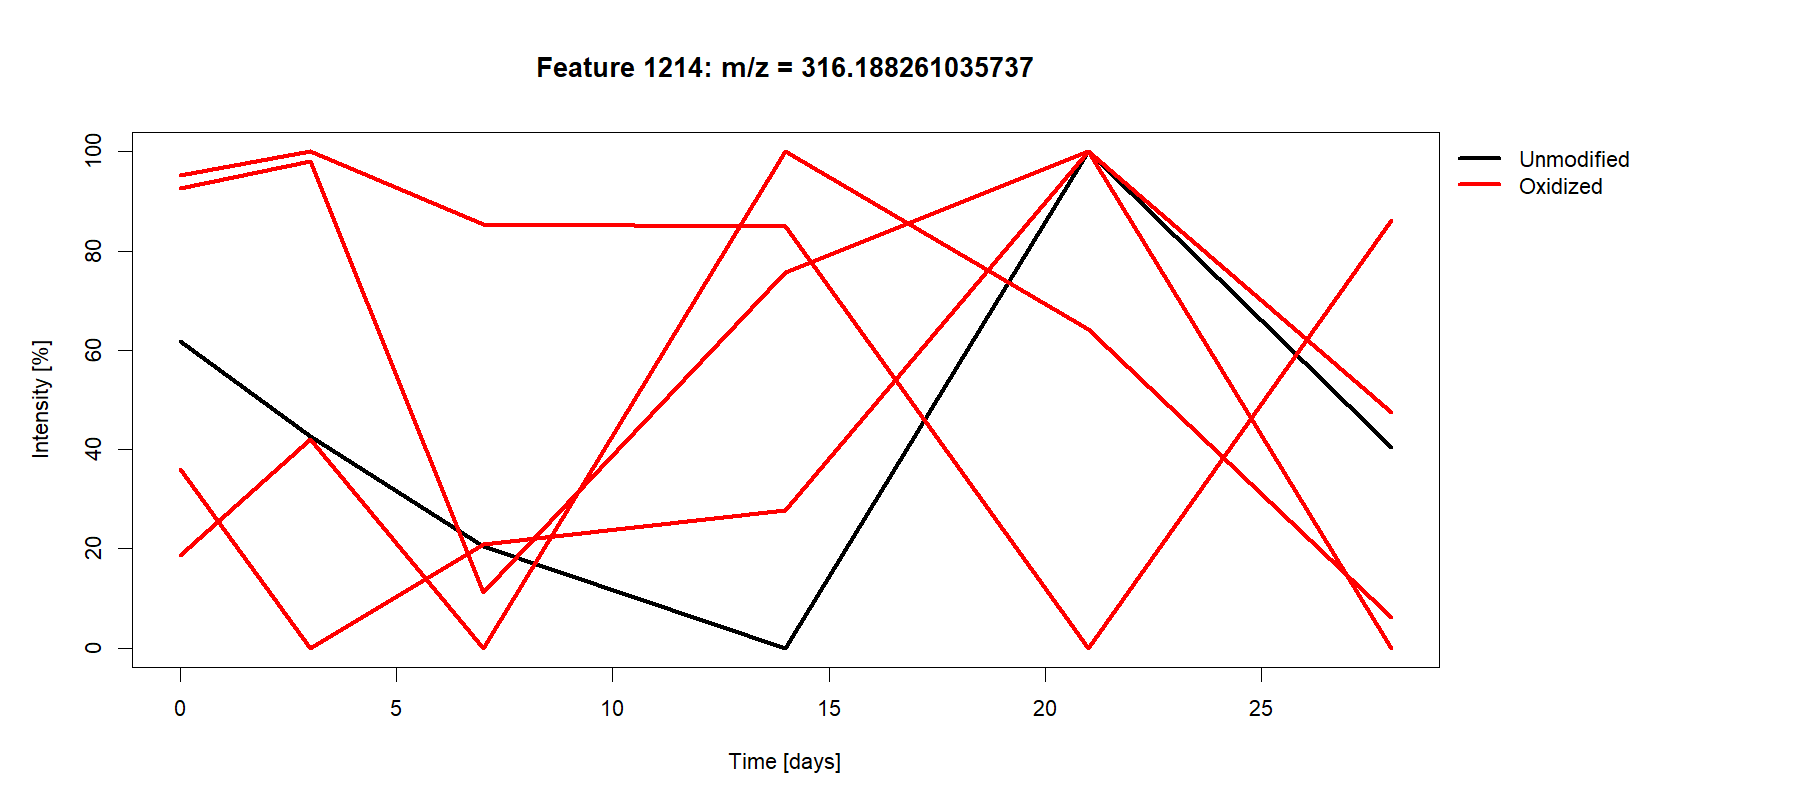 Feature 1214: m/z = 316.188261035737
Unmodified
Oxidized
100
80
60
40
20
0
Intensity [%]
0 5 10 15 20 25
Time [days]